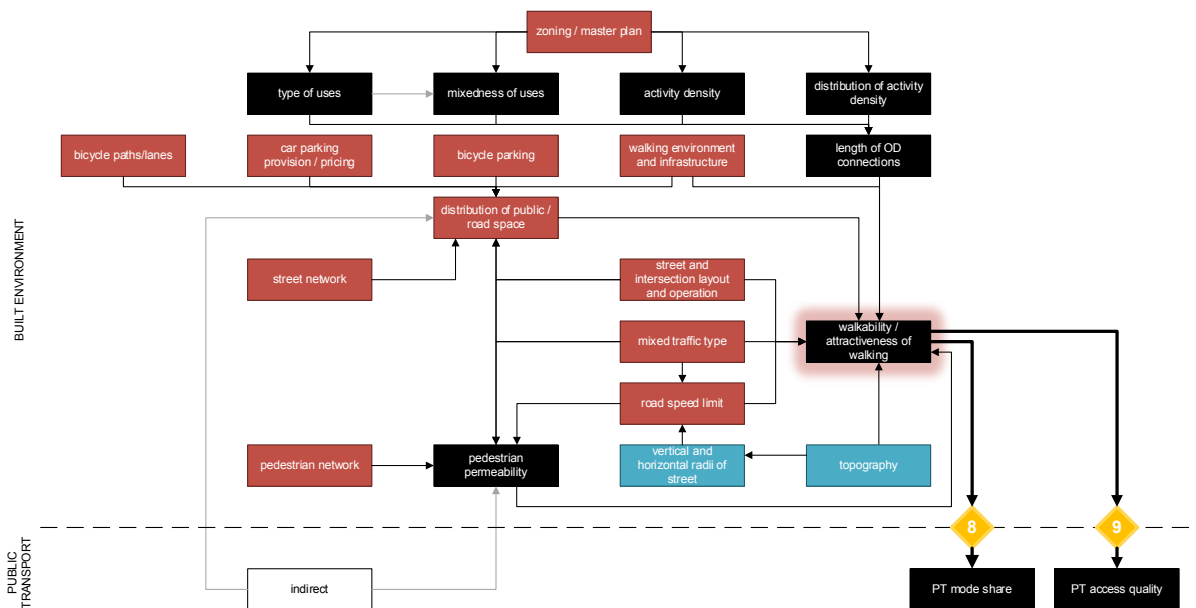 zoning / master plan
type of uses
mixedness of uses
activity density
distribution of activity
density
bicycle paths/lanes
car parking
provision / pricing
bicycle parking
walking environment
and infrastructure
length of OD
connections
distribution of public /
road space
street network
street and
intersection layout
and operation
BUILT ENVIRONMENT
mixed traffic type
walkability /
attractiveness of
walking
road speed limit
pedestrian network
pedestrian
permeability
vertical and
horizontal radii of
street
topography
8
9
PUBLIC
TRANSPORT
indirect
PT mode share
PT access quality